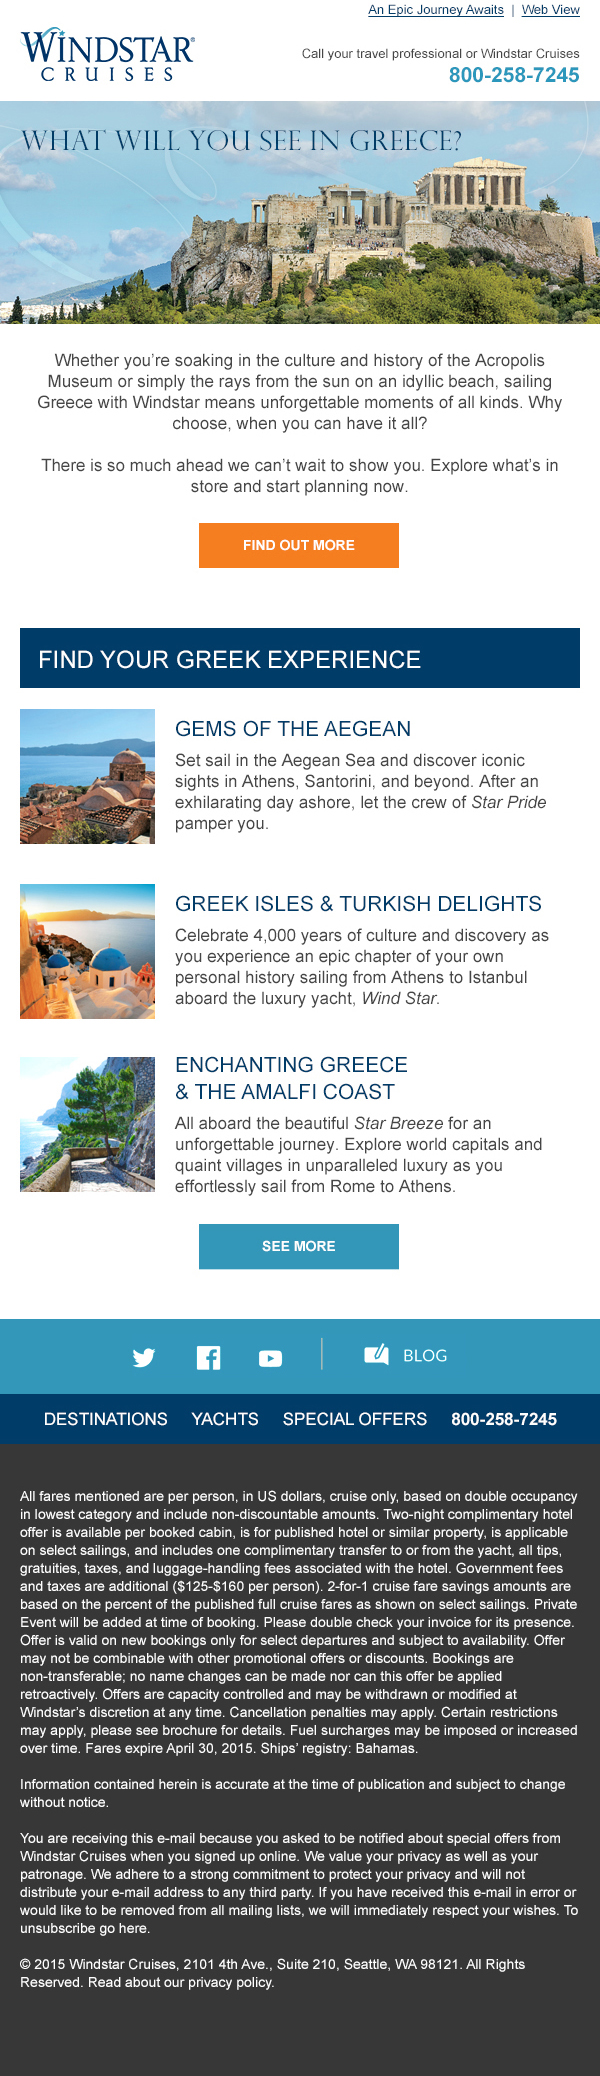 An Epic Journey Awaits | Web View
WINDSTAR®
CRUISES
Call your travel professional or Windstar Cruises
800-258-7245
WHAT WILL YOU SEE IN GREECE?
Whether you’re soaking in the culture and history of the Acropolis
Museum or simply the rays from the sun on an idyllic beach, sailing
Greece with Windstar means unforgettable moments of all kinds. Why
choose, when you can have it all?
There is so much ahead we can’t wait to show you. Explore what’s in
store and start planning now.
FIND OUT MORE
FIND YOUR GREEK EXPERIENCE
GEMS OF THE AEGEAN
Set sail in the Aegean Sea and discover iconic
sights in Athens, Santorini, and beyond. After an
exhilarating day ashore, let the crew of Star Pride
pamper you.
GREEK ISLES & TURKISH DELIGHTS
Celebrate 4,000 years of culture and discovery as
you experience an epic chapter of your own
personal history sailing from Athens to Istanbul
aboard the luxury yacht, Wind Star.
ENCHANTING GREECE
& THE AMALFI COAST
All aboard the beautiful Star Breeze for an
unforgettable journey. Explore world capitals and
quaint villages in unparalleled luxury as you
effortlessly sail from Rome to Athens.
SEE MORE
BLOG
DESTINATIONS YACHTS SPECIAL OFFERS 800-258-7245
All fares mentioned are per person, in US dollars, cruise only, based on double occupancy
in lowest category and include non-discountable amounts. Two-night complimentary hotel
offer is available per booked cabin, is for published hotel or similar property, is applicable
on select sailings, and includes one complimentary transfer to or from the yacht, all tips,
gratuities, taxes, and luggage-handling fees associated with the hotel. Government fees
and taxes are additional ($125-$160 per person). 2-for-1 cruise fare savings amounts are
based on the percent of the published full cruise fares as shown on select sailings. Private
Event will be added at time of booking. Please double check your invoice for its presence.
Offer is valid on new bookings only for select departures and subject to availability. Offer
may not be combinable with other promotional offers or discounts. Bookings are
non-transferable; no name changes can be made nor can this offer be applied
retroactively. Offers are capacity controlled and may be withdrawn or modified at
Windstar’s discretion at any time. Cancellation penalties may apply. Certain restrictions
may apply, please see brochure for details. Fuel surcharges may be imposed or increased
over time. Fares expire April 30, 2015. Ships’ registry: Bahamas.
Information contained herein is accurate at the time of publication and subject to change
without notice.
You are receiving this e-mail because you asked to be notified about special offers from
Windstar Cruises when you signed up online. We value your privacy as well as your
patronage. We adhere to a strong commitment to protect your privacy and will not
distribute your e-mail address to any third party. If you have received this e-mail in error or
would like to be removed from all mailing lists, we will immediately respect your wishes. To
unsubscribe go here.
© 2015 Windstar Cruises, 2101 4th Ave., Suite 210, Seattle, WA 98121. All Rights
Reserved. Read about our privacy policy.